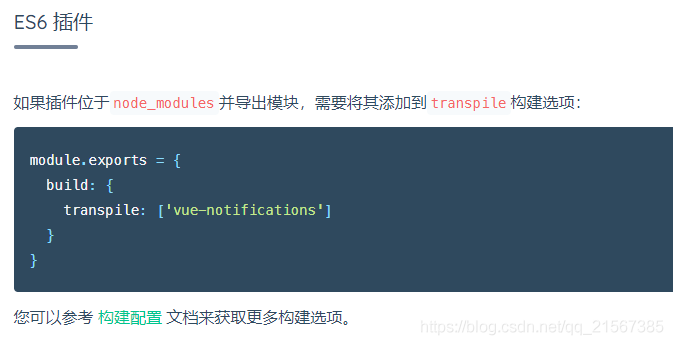 ES6 插件
如果插件位于 node_modules 并导出模块，需要将其添加到 transpile 构建选项：
module.exports = {
  build: {
    transpile: ['vue-notifications']
  }
}
您可以参考 构建配置 文档来获取更多构建选项。
https://blog.csdn.net/qq_21567385